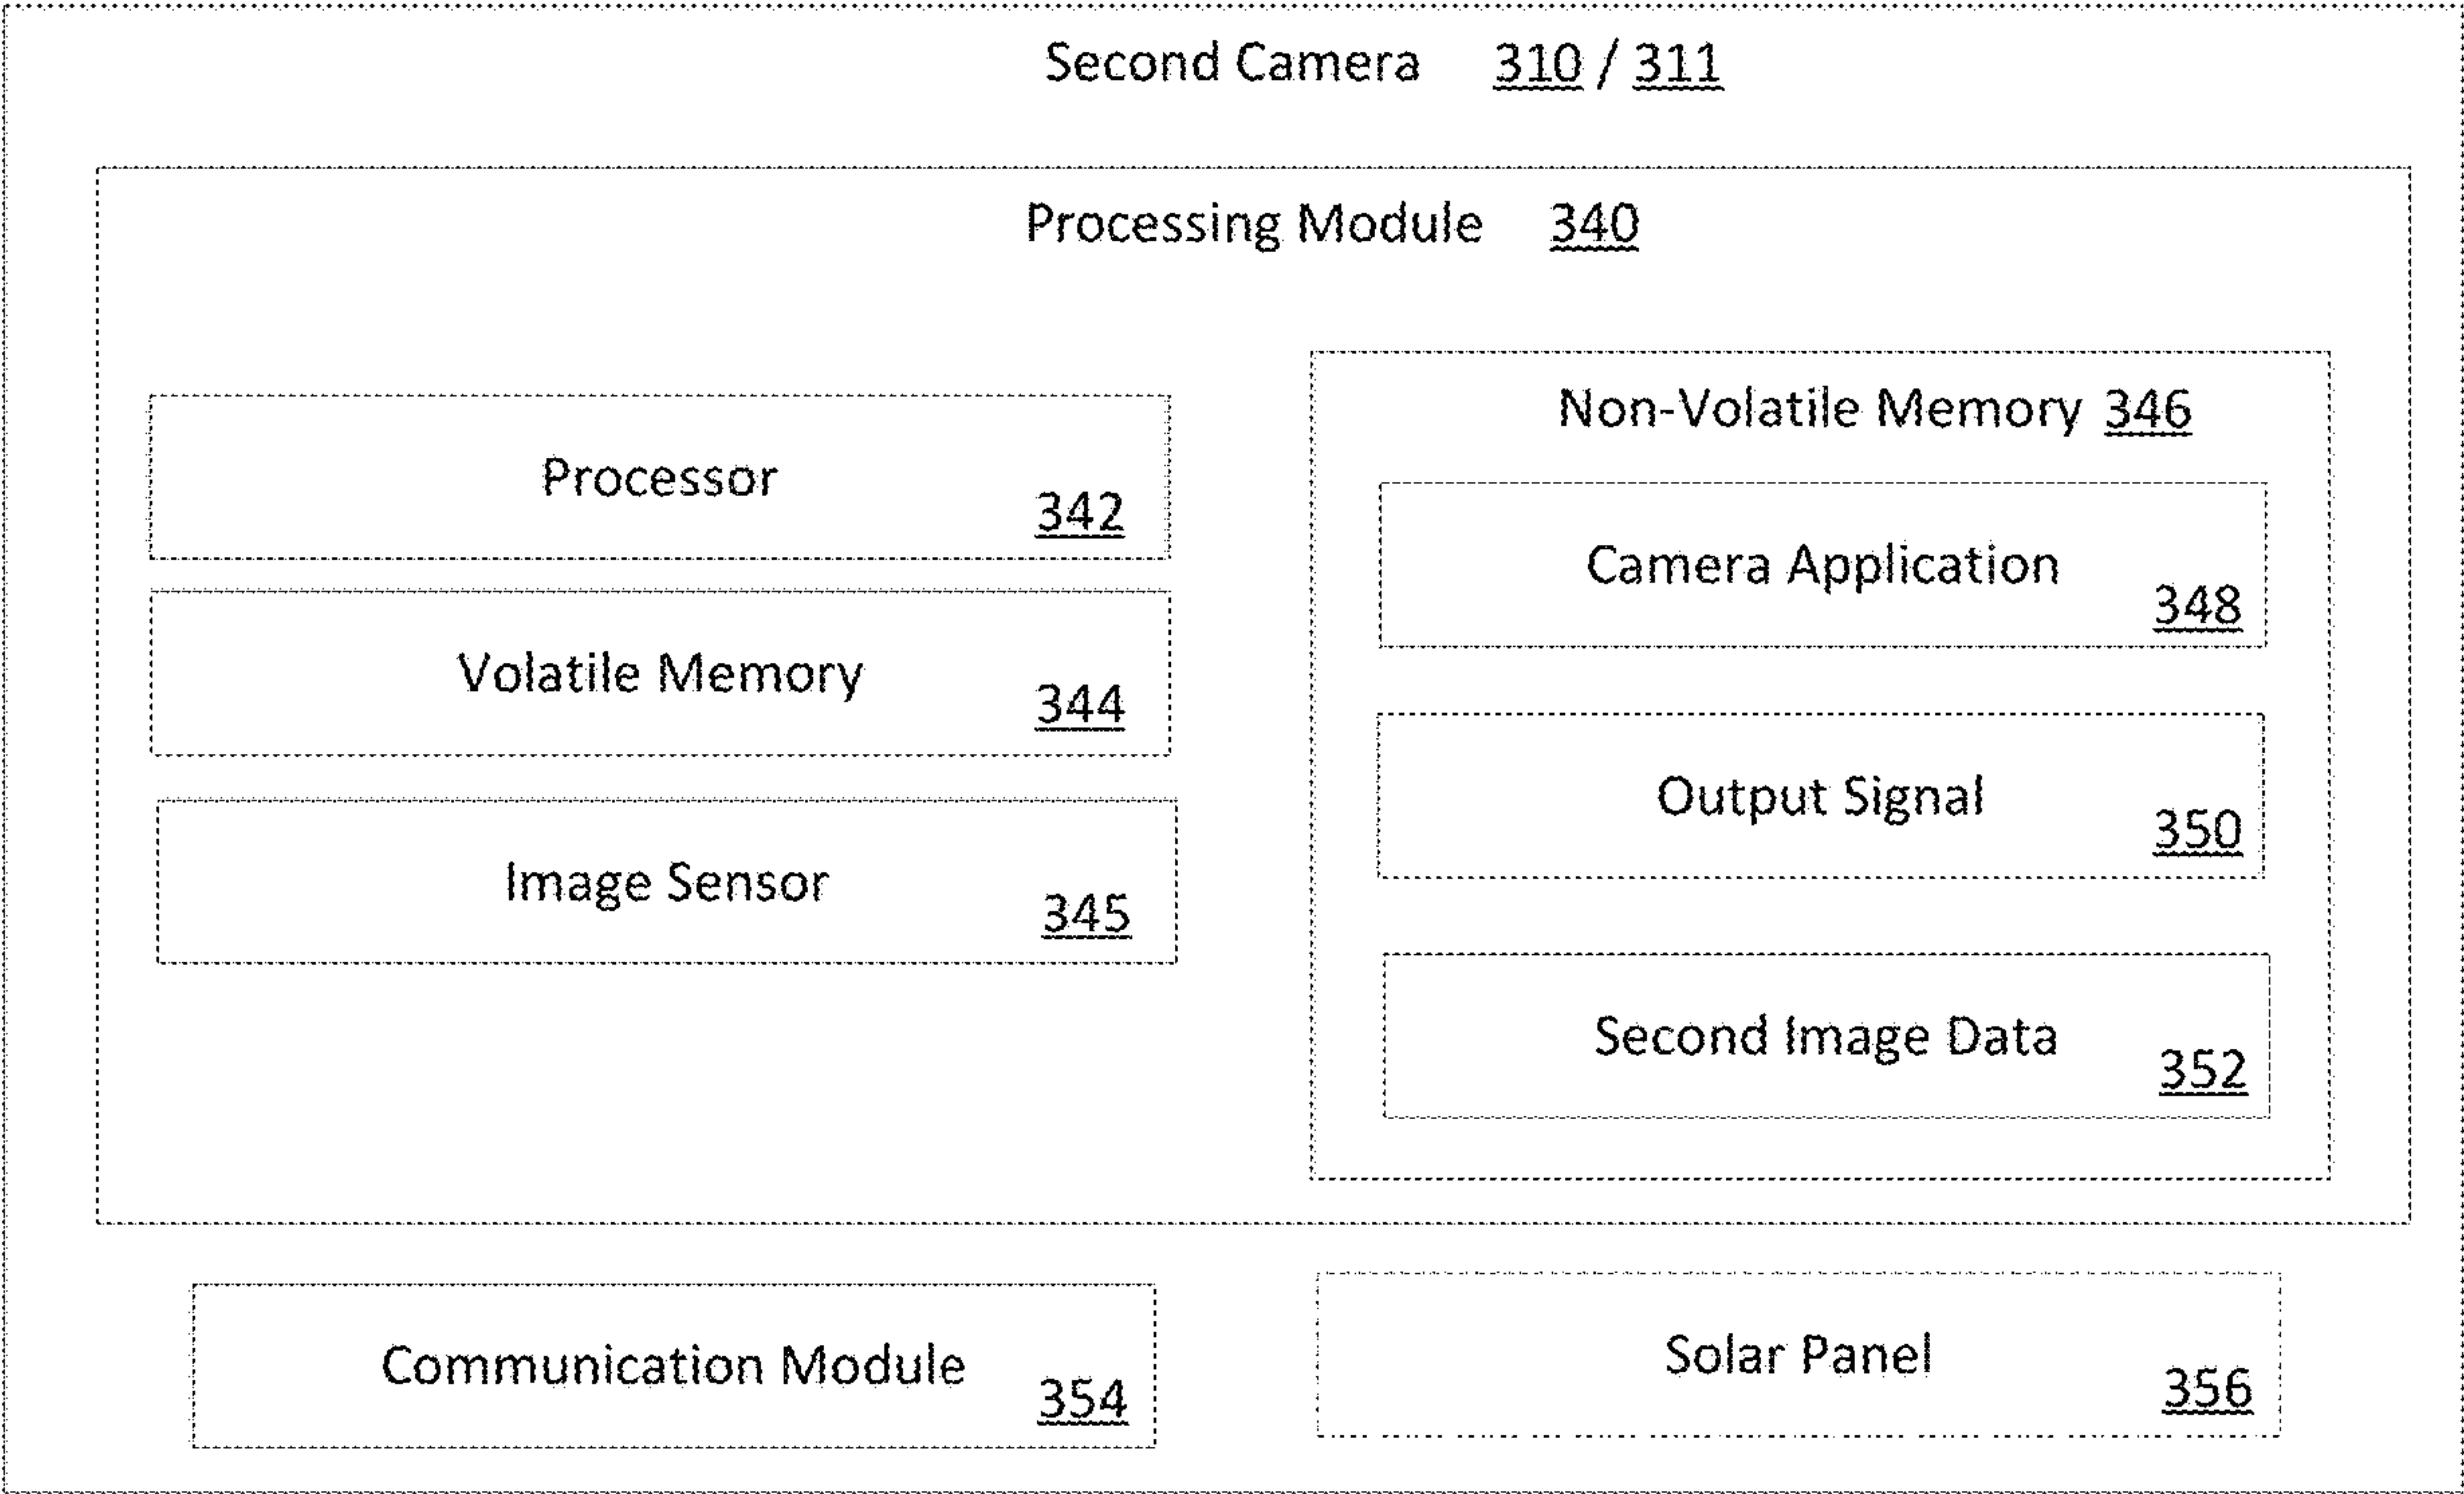 Second Camera 310 / 311
Processing Module 340
Processor
342
Volatile Memory
344
Image Sensor
345
Non-Volatile Memory 346
Camera Application
348
Output Signal
350
Second Image Data
352
Communication Module
354
Solar Panel
356